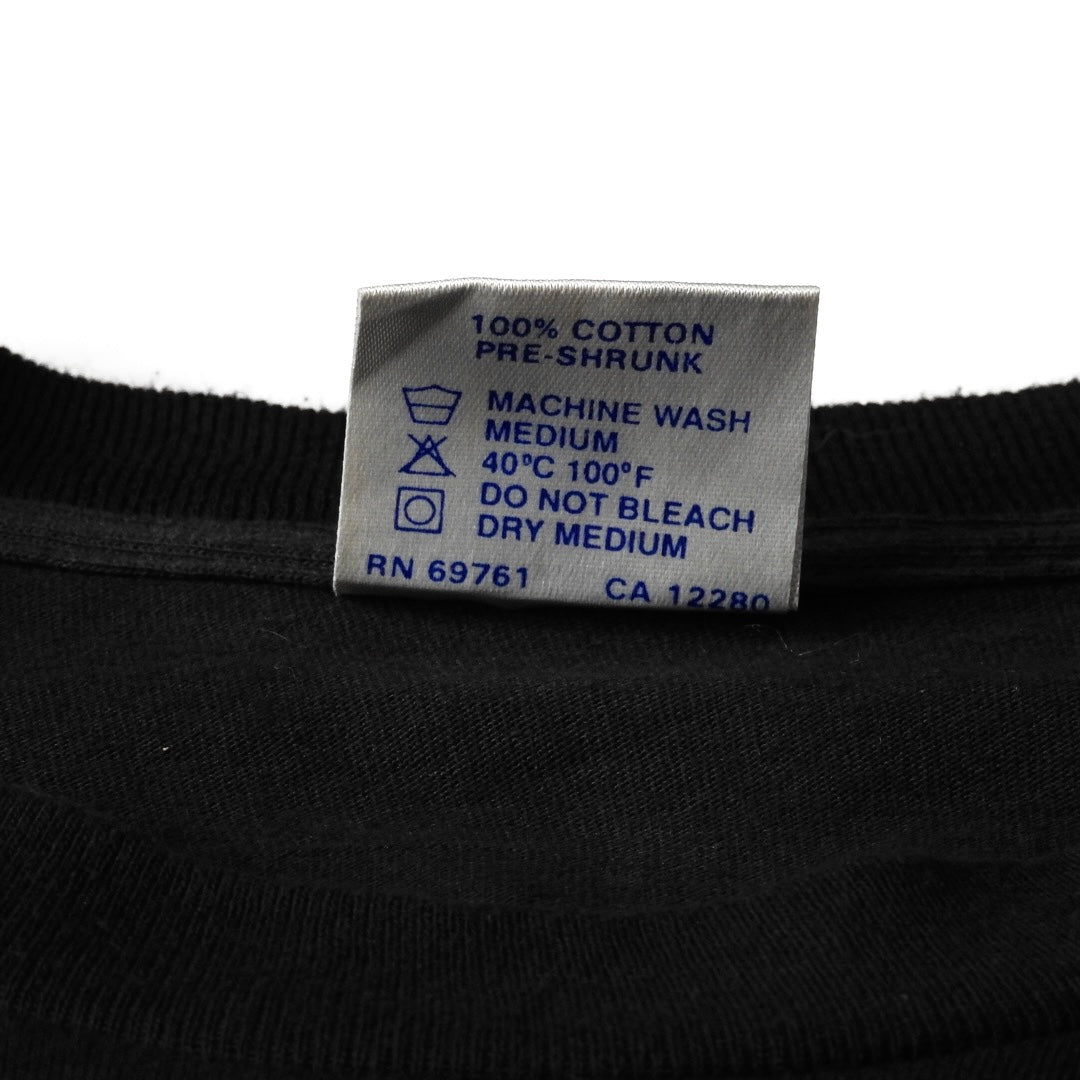 100% COTTON
PRE-SHRUNK
MACHINE WASH
MEDIUM
40°C 100°F
DO NOT BLEACH
DRY MEDIUM
RN 69761 CA 12280